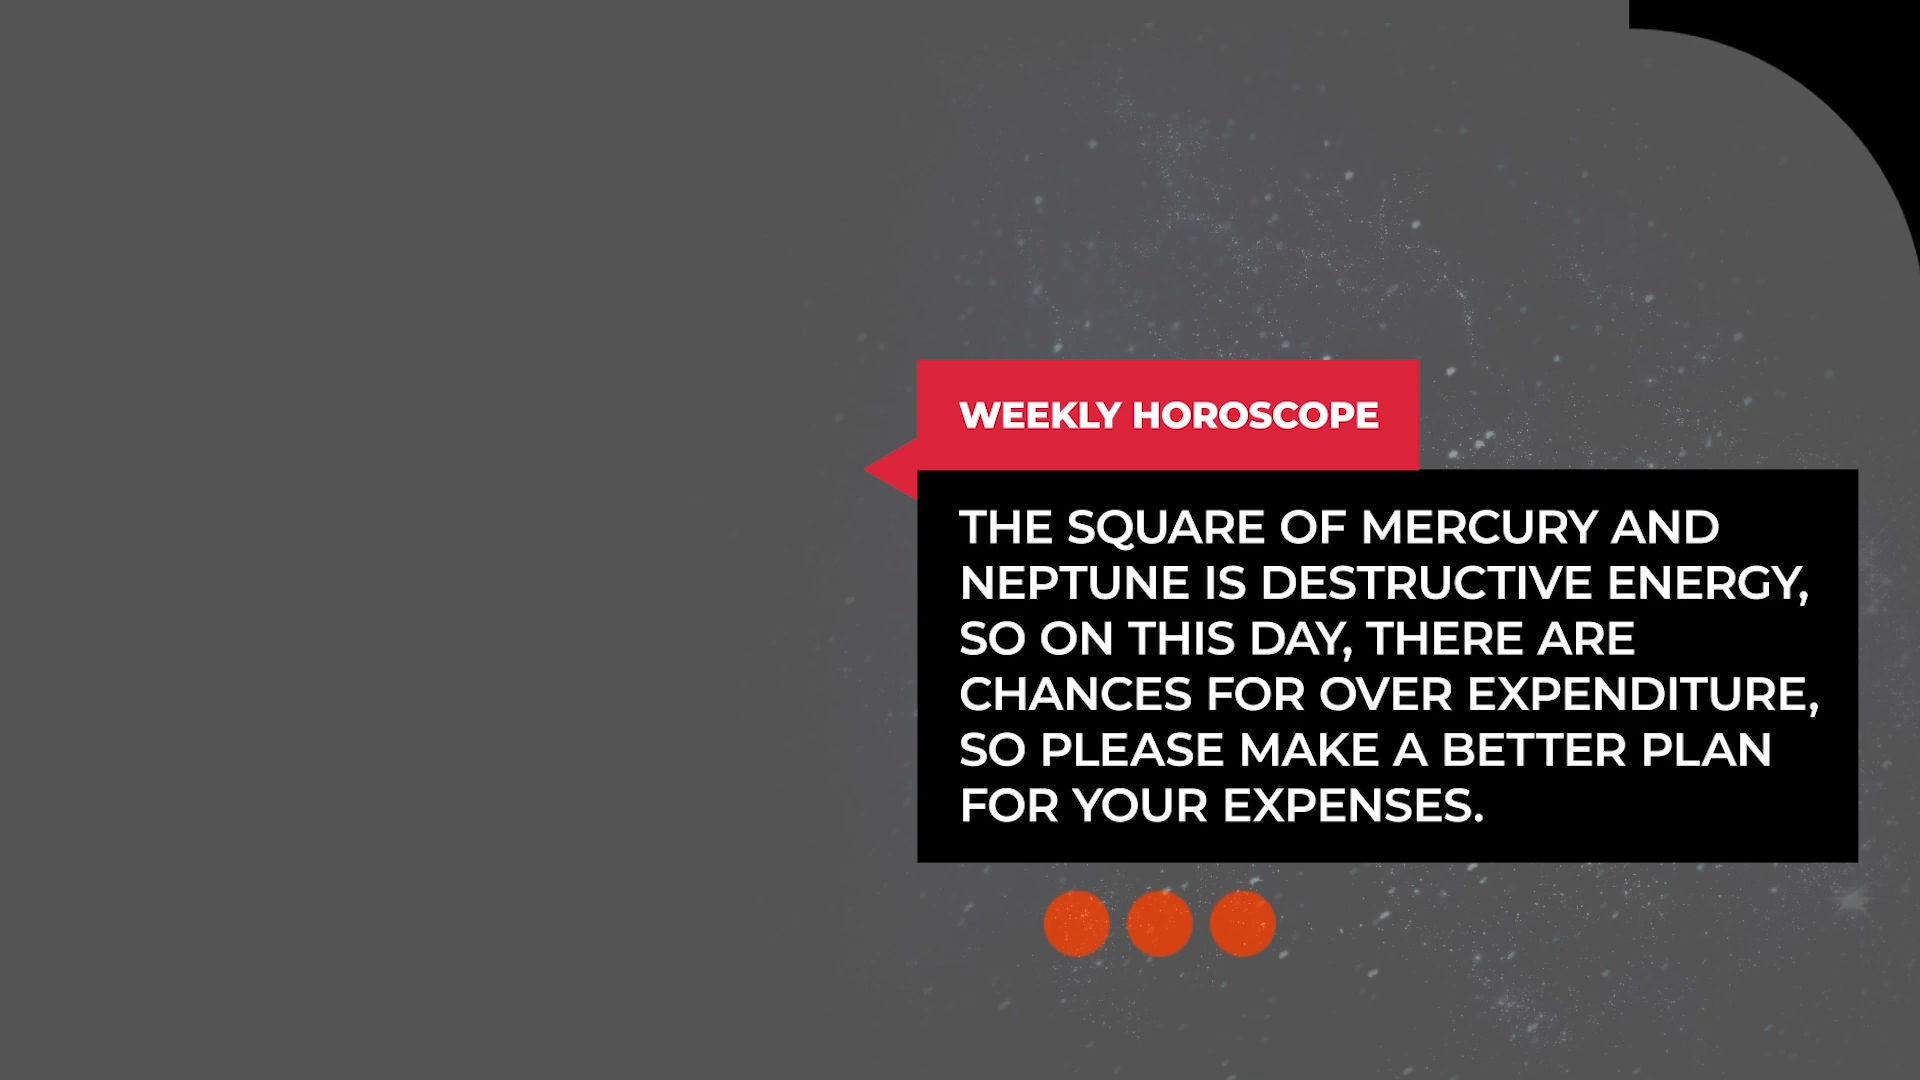 WEEKLY HOROSCOPE
THE SQUARE OF MERCURY AND
NEPTUNE IS DESTRUCTIVE ENERGY,
SO ON THIS DAY, THERE ARE
CHANCES FOR OVER EXPENDITURE,
SO PLEASE MAKE A BETTER PLAN
FOR YOUR EXPENSES.